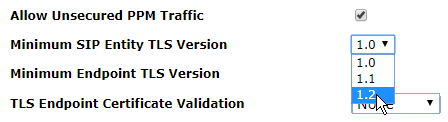 Allow Unsecured PPM Traffic
Minimum SIP Entity TLS Version 1.0
1.0
Minimum Endpoint TLS Version 1.1
1.2
TLS Endpoint Certificate Validation None